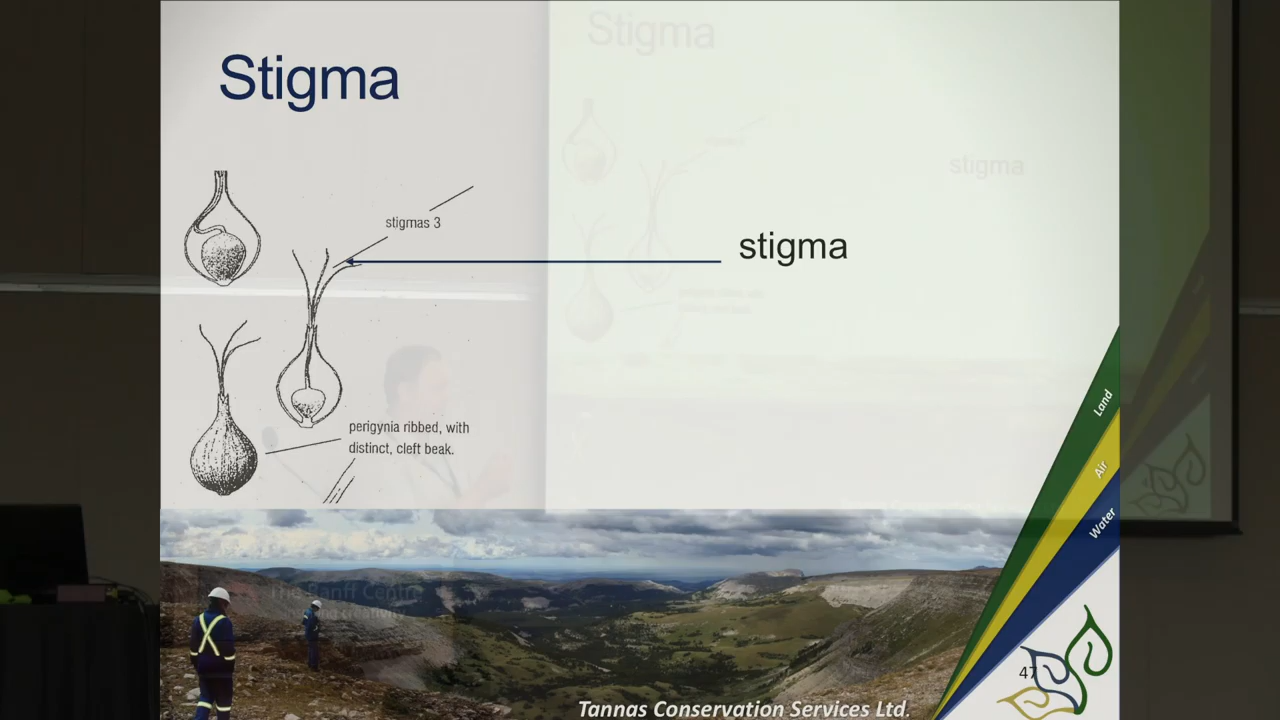 Stigma
Stigma
stigma
stigmas 3
stigma
perigynia ribbed, with
distinct, cleft beak.
Land
Air
Water
The Banff Centre
47
Tannas Conservation Services Ltd.